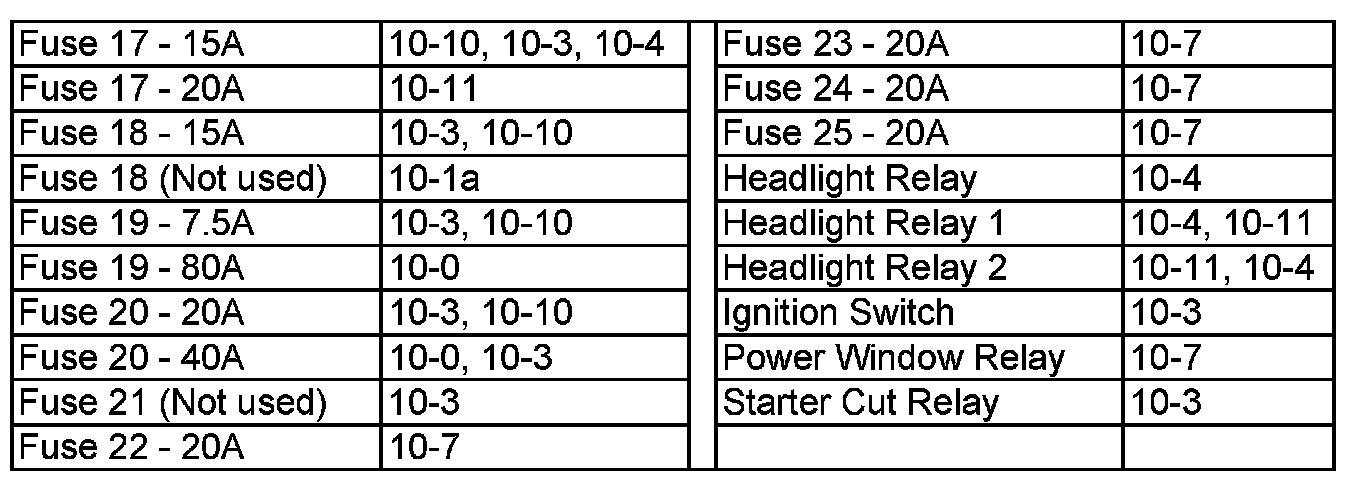 Fuse 17 - 15A 10-10, 10-3, 10-4 Fuse 23 - 20A 10-7
Fuse 17 - 20A 10-11 Fuse 24 - 20A 10-7
Fuse 18 - 15A 10-3, 10-10 Fuse 25 - 20A 10-7
Fuse 18 (Not used) 10-1a Headlight Relay 10-4
Fuse 19 - 7.5A 10-3, 10-10 Headlight Relay 1 10-4, 10-11
Fuse 19 - 80A 10-0 Headlight Relay 2 10-11, 10-4
Fuse 20 - 20A 10-3, 10-10 Ignition Switch 10-3
Fuse 20 - 40A 10-0, 10-3 Power Window Relay 10-7
Fuse 21 (Not used) 10-3 Starter Cut Relay 10-3
Fuse 22 - 20A 10-7